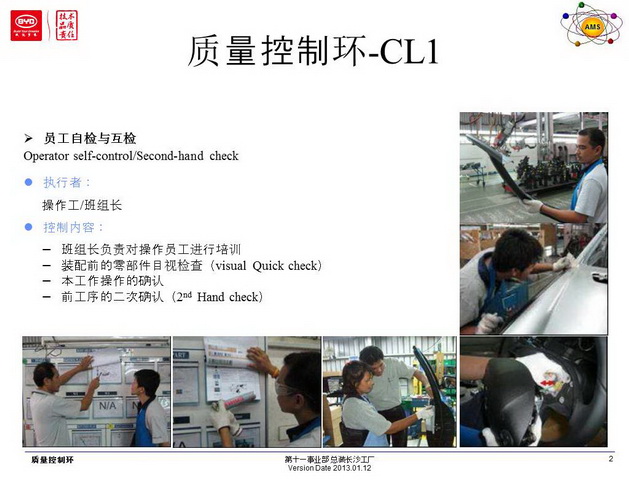 BYD
技术
品质
责任
AMS
质量控制环-CL1
➢ 员工自检与互检
Operator self-control/Second-hand check
● 执行者：
操作工/班组长
● 控制内容：
– 班组长负责对操作员工进行培训
– 装配前的零部件目视检查（visual Quick check）
– 本工作操作的确认
– 前工序的二次确认（2nd Hand check）
N/A
N/A
质量控制环
第十一事业部总装长沙工厂
Version Date 2013.01.12
2